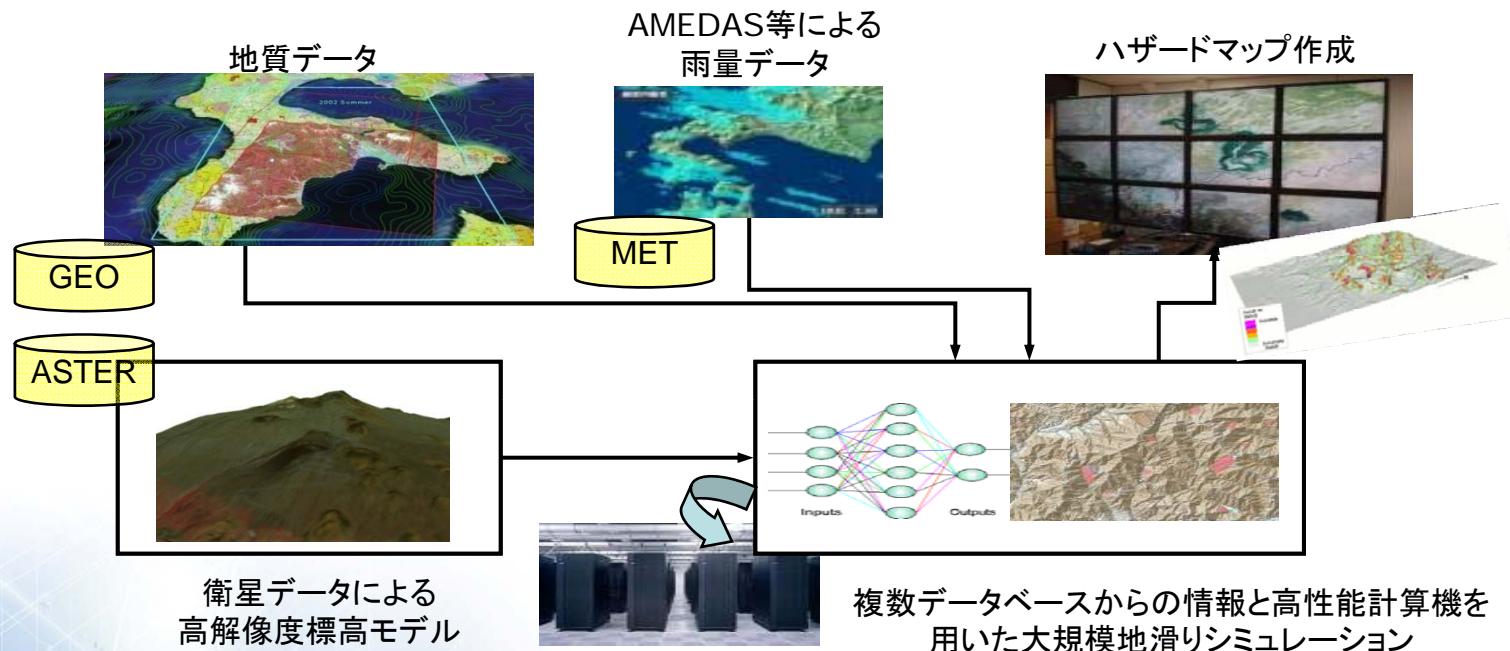 地質データ
AMEDAS等による
雨量データ
ハザードマップ作成
2002 Summer
GEO
MET
ASTER
Inputs
Outputs
衛星データによる
高解像度標高モデル
複数データベースからの情報と高性能計算機を
用いた大規模地滑りシミュレーション